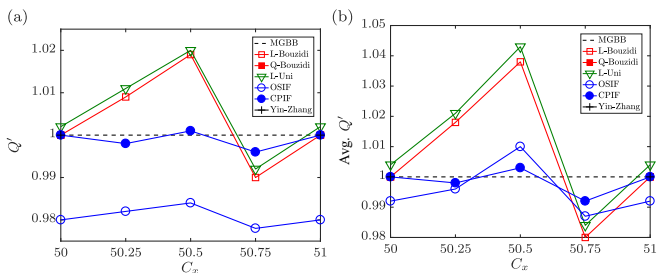 (a)
1.02
1.01
1
0.99
0.98
Q′
50
50.25
50.5
50.75
51
C_x
MGBB
L-Bouzidi
Q-Bouzidi
L-Uni
OSIF
CPIF
Yin-Zhang
(b)
1.05
1.04
1.03
1.02
1.01
1
0.99
0.98
Avg. Q′
50
50.25
50.5
50.75
51
C_x
MGBB
L-Bouzidi
Q-Bouzidi
L-Uni
OSIF
CPIF
Yin-Zhang